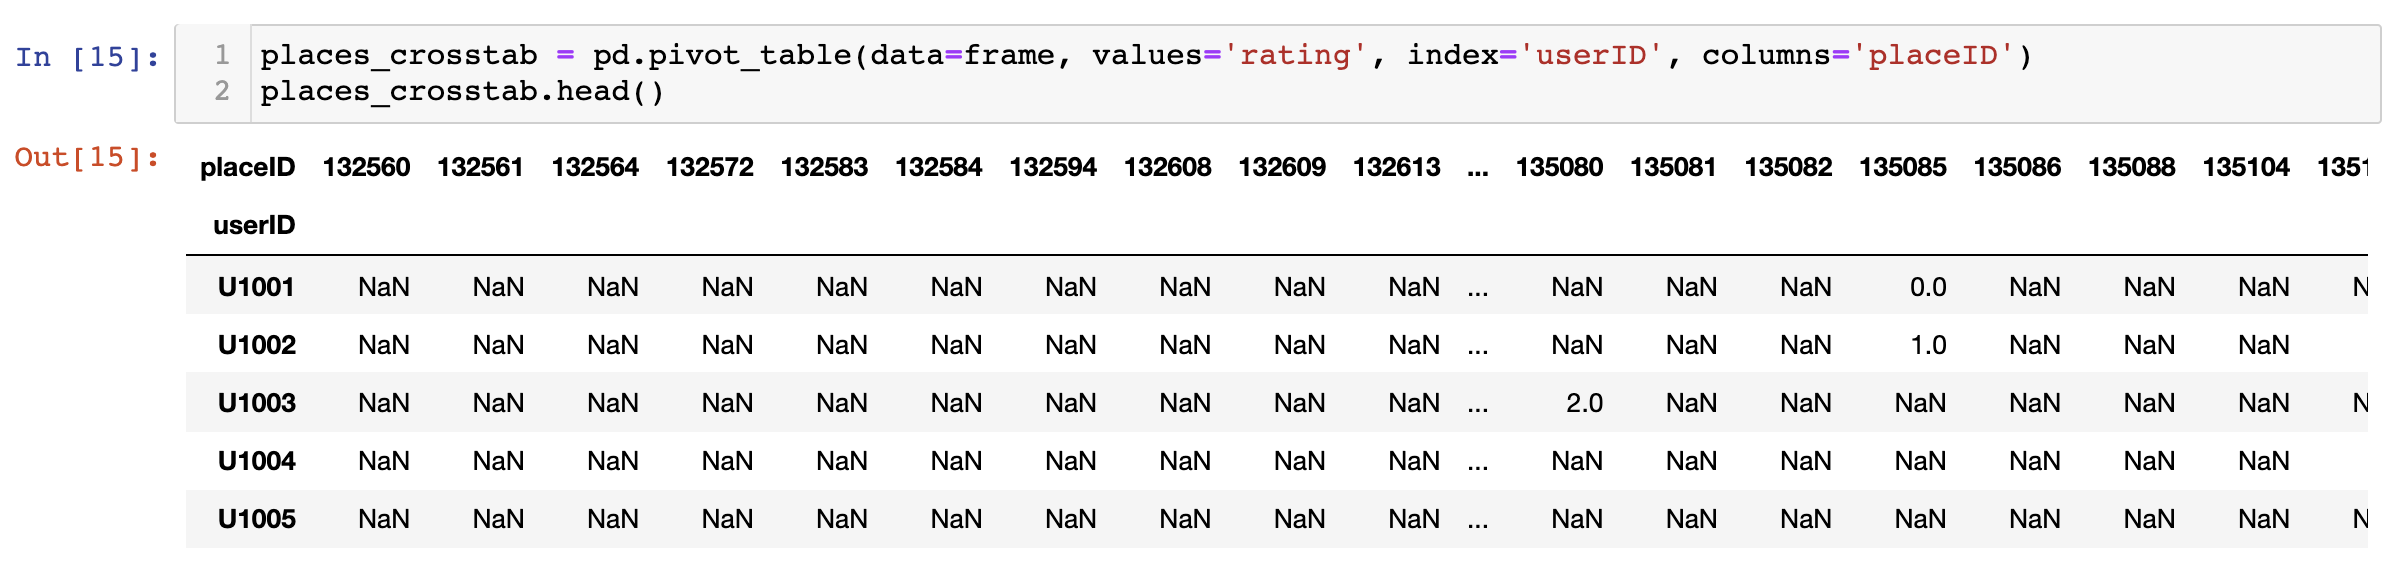 In [15]: 1 places_crosstab = pd.pivot_table(data=frame, values='rating', index='userID', columns='placeID')
2 places_crosstab.head()
Out[15]: placeID 132560 132561 132564 132572 132583 132584 132594 132608 132609 132613 ... 135080 135081 135082 135085 135086 135088 135104 1351
userID
U1001 NaN NaN NaN NaN NaN NaN NaN NaN NaN NaN ... NaN NaN NaN 0.0 NaN NaN NaN N
U1002 NaN NaN NaN NaN NaN NaN NaN NaN NaN NaN ... NaN NaN NaN 1.0 NaN NaN NaN
U1003 NaN NaN NaN NaN NaN NaN NaN NaN NaN NaN ... 2.0 NaN NaN NaN NaN NaN NaN N
U1004 NaN NaN NaN NaN NaN NaN NaN NaN NaN NaN ... NaN NaN NaN NaN NaN NaN NaN
U1005 NaN NaN NaN NaN NaN NaN NaN NaN NaN NaN ... NaN NaN NaN NaN NaN NaN NaN N